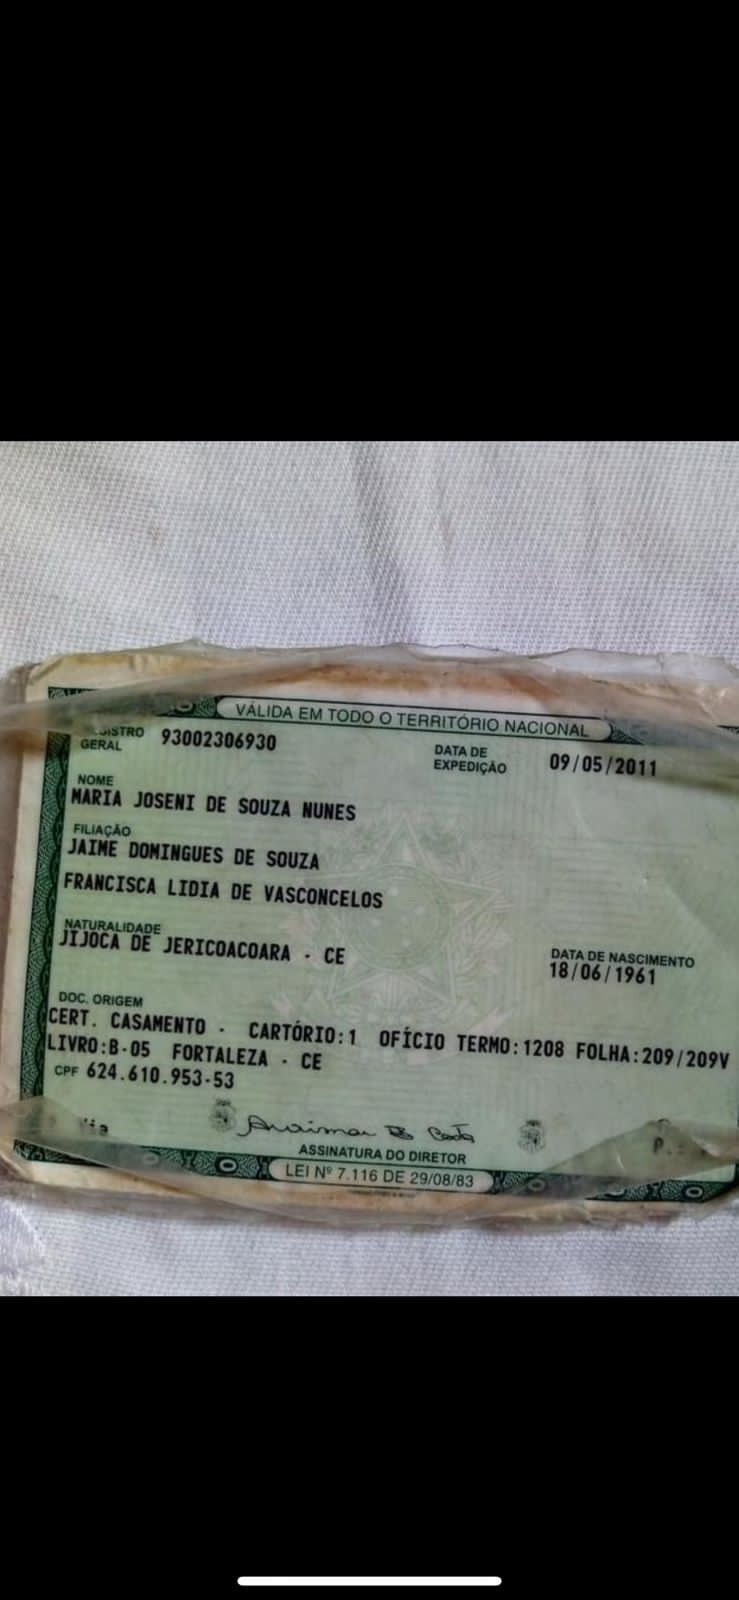 VÁLIDA EM TODO O TERRITÓRIO NACIONAL
GERAL 93002306930
DATA DE EXPEDIÇÃO 09/05/2011
NOME
MARIA JOSENI DE SOUZA NUNES
FILIAÇÃO
JAIME DOMINGUES DE SOUZA
FRANCISCA LIDIA DE VASCONCELOS
NATURALIDADE
JIJOCA DE JERICOACOARA - CE
DATA DE NASCIMENTO
18/06/1961
DOC. ORIGEM
CERT. CASAMENTO - CARTÓRIO:1 OFÍCIO TERMO:1208 FOLHA:209/209V
LIVRO:B-05 FORTALEZA - CE
CPF 624.610.953-53
ASSINATURA DO DIRETOR
LEI Nº 7.116 DE 29/08/83